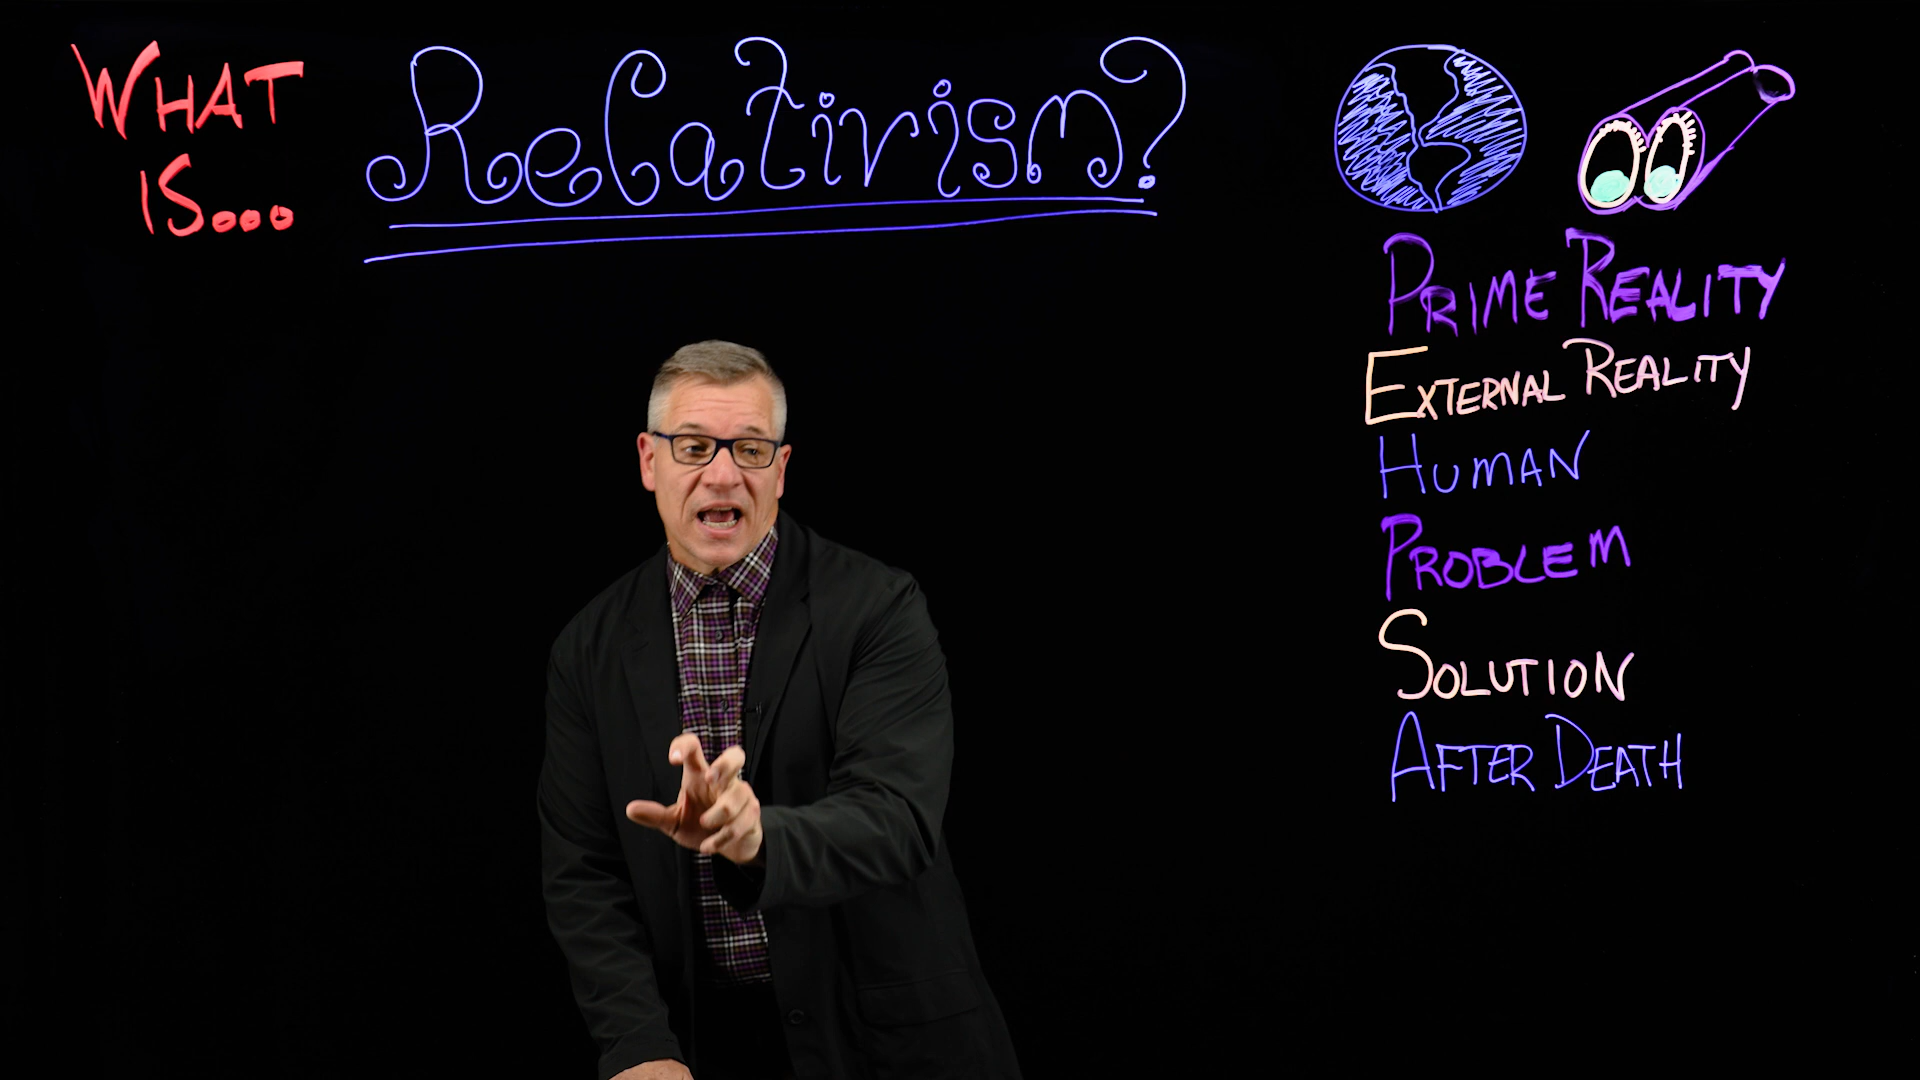 WHAT
IS...
Relativism?
PRIME REALITY
EXTERNAL REALITY
HUMAN
PROBLEM
SOLUTION
AFTER DEATH